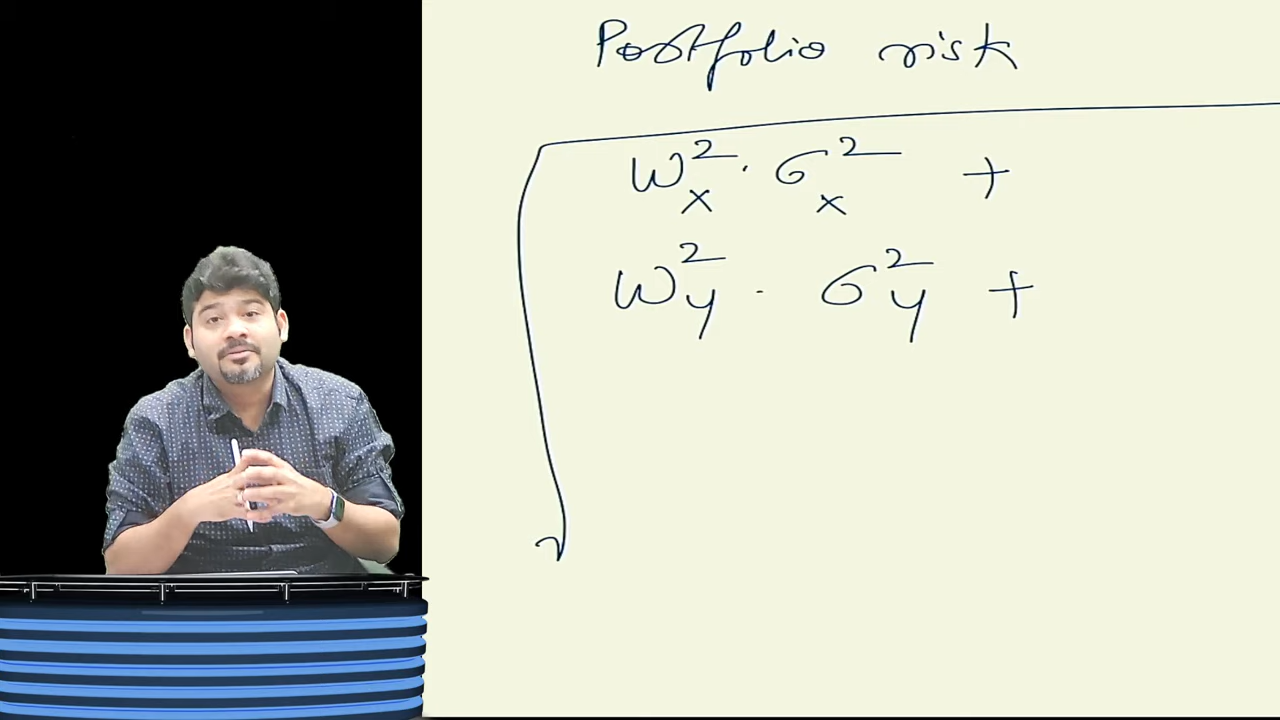 Portfolio risk
√
w²ₓ · σ²ₓ +
w²y · σ²y +